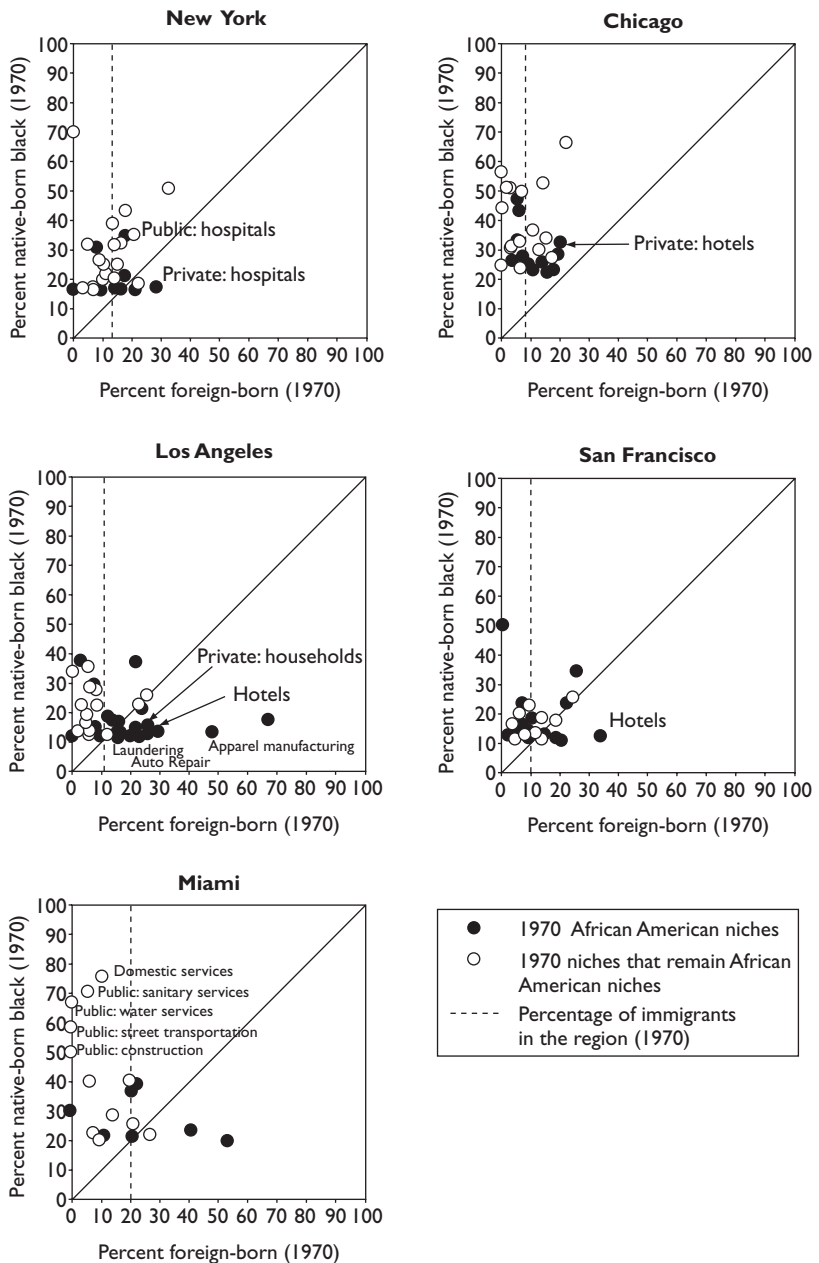 New York
Percent native-born black (1970)
100
90
80
70
60
50
40
30
20
10
0
Public: hospitals
Private: hospitals
0 10 20 30 40 50 60 70 80 90 100
Percent foreign-born (1970)
Chicago
Percent native-born black (1970)
100
90
80
70
60
50
40
30
20
10
0
Private: hotels
0 10 20 30 40 50 60 70 80 90 100
Percent foreign-born (1970)
Los Angeles
Percent native-born black (1970)
100
90
80
70
60
50
40
30
20
10
0
Private: households
Hotels
Laundering
Apparel manufacturing
Auto Repair
0 10 20 30 40 50 60 70 80 90 100
Percent foreign-born (1970)
San Francisco
Percent native-born black (1970)
100
90
80
70
60
50
40
30
20
10
0
Hotels
0 10 20 30 40 50 60 70 80 90 100
Percent foreign-born (1970)
Miami
Percent native-born black (1970)
100
90
80
70
60
50
40
30
20
10
0
Domestic services
Public: sanitary services
Public: water services
Public: street transportation
Public: construction
0 10 20 30 40 50 60 70 80 90 100
Percent foreign-born (1970)
1970 African American niches
1970 niches that remain African
American niches
Percentage of immigrants
in the region (1970)